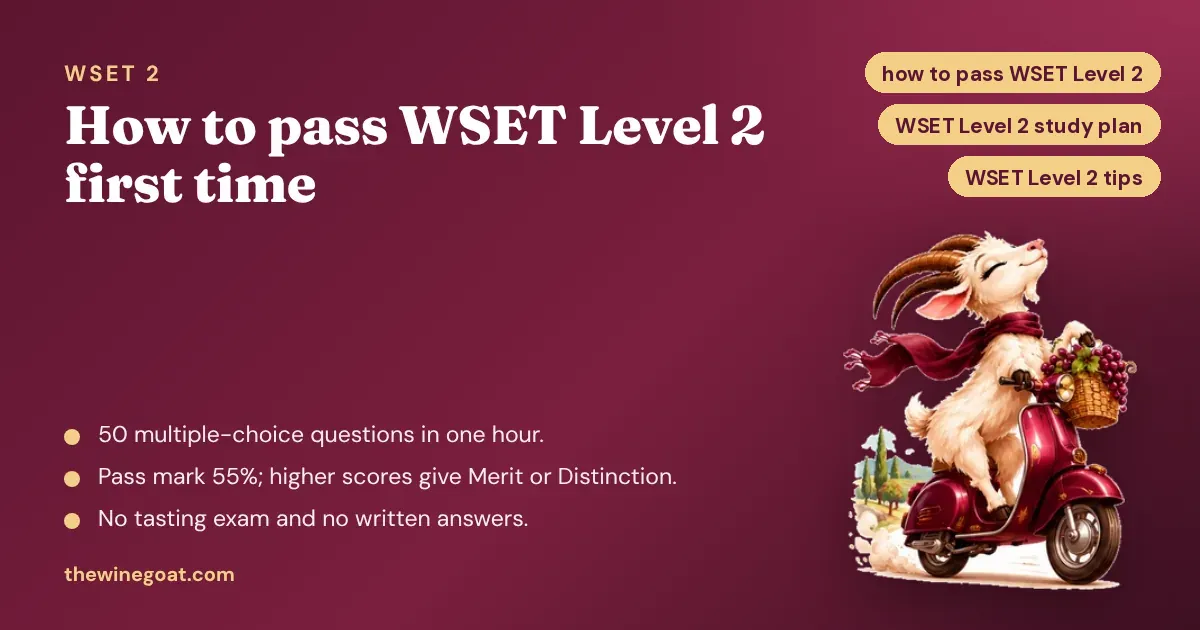 WSET 2
How to pass WSET Level 2
first time
how to pass WSET Level 2
WSET Level 2 study plan
WSET Level 2 tips
50 multiple-choice questions in one hour.
Pass mark 55%; higher scores give Merit or Distinction.
No tasting exam and no written answers.
thewinegoat.com